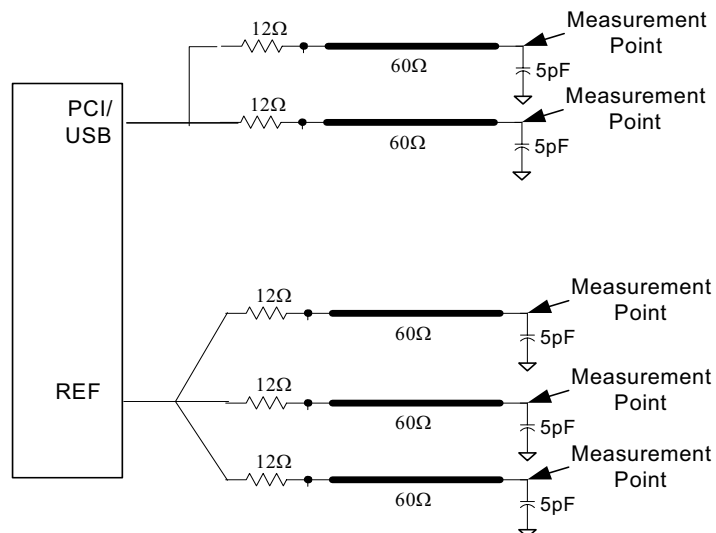 12Ω
Measurement
Point
60Ω
5pF
PCI/
USB
12Ω
Measurement
Point
60Ω
5pF
12Ω
Measurement
Point
60Ω
5pF
REF
12Ω
Measurement
Point
60Ω
5pF
12Ω
Measurement
Point
60Ω
5pF